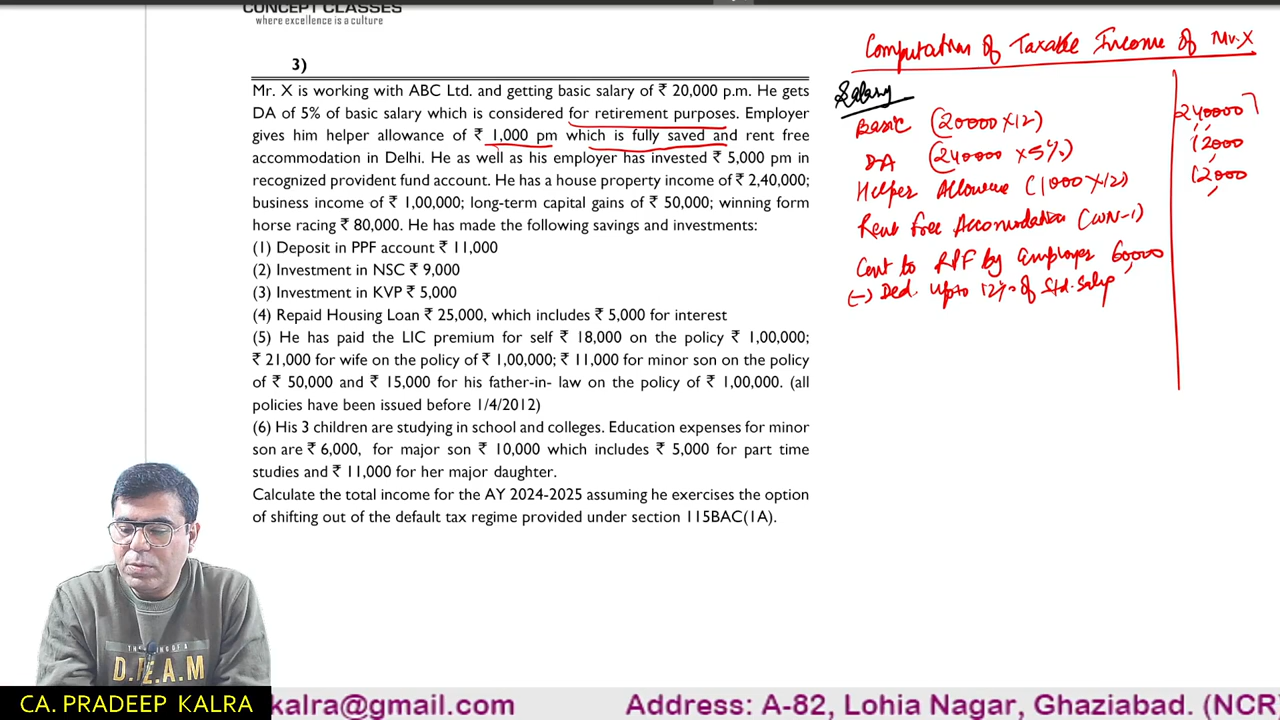 CONCEPT CLASSES
where excellence is a culture
3)
Mr. X is working with ABC Ltd. and getting basic salary of ₹ 20,000 p.m. He gets
DA of 5% of basic salary which is considered for retirement purposes. Employer
gives him helper allowance of ₹ 1,000 pm which is fully saved and rent free
accommodation in Delhi. He as well as his employer has invested ₹ 5,000 pm in
recognized provident fund account. He has a house property income of ₹ 2,40,000;
business income of ₹ 1,00,000; long-term capital gains of ₹ 50,000; winning form
horse racing ₹ 80,000. He has made the following savings and investments:
(1) Deposit in PPF account ₹ 11,000
(2) Investment in NSC ₹ 9,000
(3) Investment in KVP ₹ 5,000
(4) Repaid Housing Loan ₹ 25,000, which includes ₹ 5,000 for interest
(5) He has paid the LIC premium for self ₹ 18,000 on the policy ₹ 1,00,000;
₹ 21,000 for wife on the policy of ₹ 1,00,000; ₹ 11,000 for minor son on the policy
of ₹ 50,000 and ₹ 15,000 for his father-in- law on the policy of ₹ 1,00,000. (all
policies have been issued before 1/4/2012)
(6) His 3 children are studying in school and colleges. Education expenses for minor
son are ₹ 6,000, for major son ₹ 10,000 which includes ₹ 5,000 for part time
studies and ₹ 11,000 for her major daughter.
Calculate the total income for the AY 2024-2025 assuming he exercises the option
of shifting out of the default tax regime provided under section 115BAC(1A).
Computation of Taxable Income of Mr. X
Salary
Basic (20000 X 12) 240000
DA (240000 X 5%) 12000
Helper Allowance (1000 X 12) 12000
Rent free Accomodation (WN-1)
Cont to RPF by employer 60000
(-) Ded. upto 12% of Std. Salary
D.R.E.A.M
CA. PRADEEP KALRA
kalra@gmail.com Address: A-82, Lohia Nagar, Ghaziabad. (NCR)